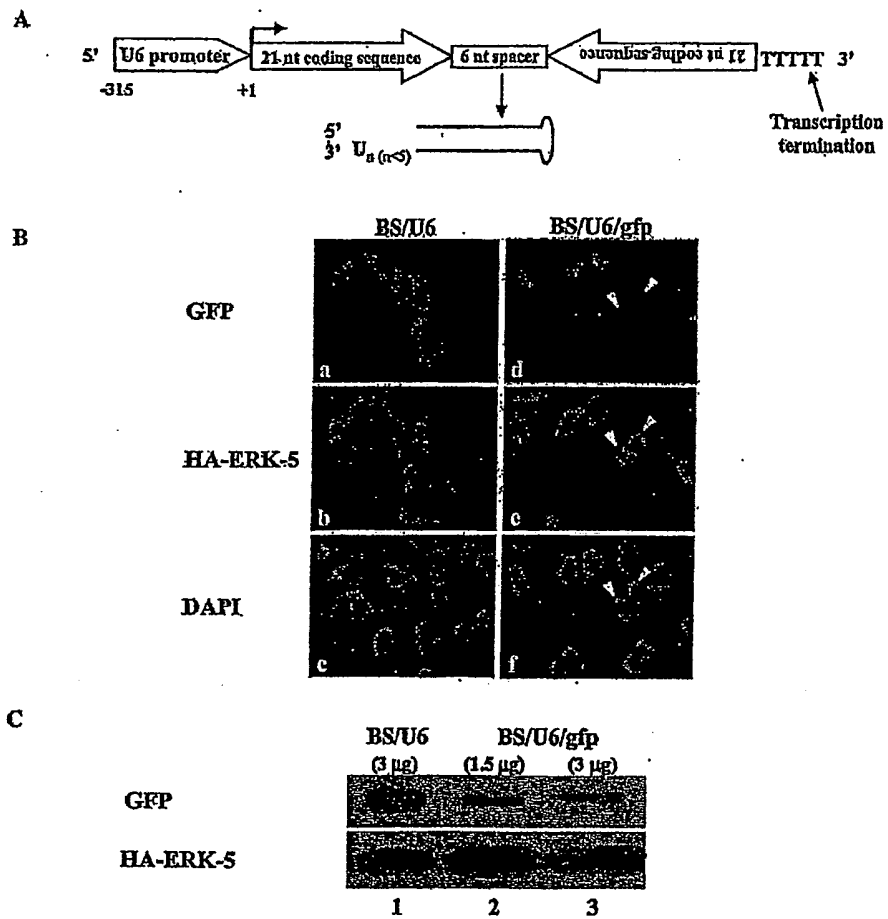 A
5' U6 promoter 21-nt coding sequence 6 nt spacer 21 nt coding-sequence TTTTT 3'
-315 +1
5'
3' Un (n<5)
Transcription
termination
B
BS/U6 BS/U6/gfp
GFP
a d
HA-ERK-5
b e
DAPI
c f
C
BS/U6 BS/U6/gfp
(3 µg) (1.5 µg) (3 µg)
GFP
HA-ERK-5
1 2 3